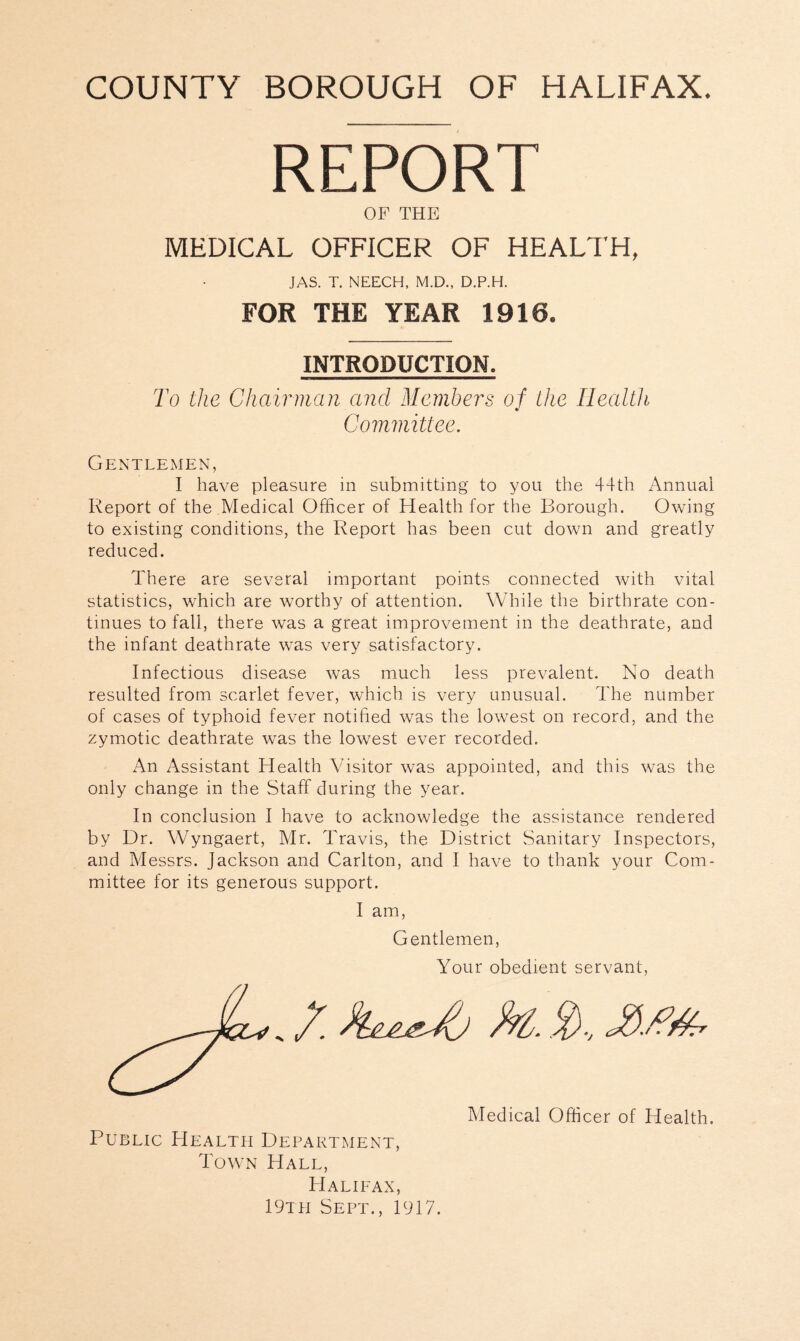 COUNTY BOROUGH OF HALIFAX.
REPORT
OF THE
MEDICAL OFFICER OF HEALTH,
JAS. T. NEECH, M.D., D.P.H.
FOR THE YEAR 1916.
INTRODUCTION.
To the Chairman and Members of the Health
Committee.
GENTLEMEN,
I have pleasure in submitting to you the 44th Annual
Report of the Medical Officer of Health for the Borough. Owing
to existing conditions, the Report has been cut down and greatly
reduced.
There are several important points connected with vital
statistics, which are worthy of attention. While the birthrate con-
tinues to fall, there was a great improvement in the deathrate, and
the infant deathrate was very satisfactory.
Infectious disease was much less prevalent. No death
resulted from scarlet fever, which is very unusual. The number
of cases of typhoid fever notified was the lowest on record, and the
zymotic deathrate was the lowest ever recorded.
An Assistant Health Visitor was appointed, and this was the
only change in the Staff during the year.
In conclusion I have to acknowledge the assistance rendered
by Dr. Wyngaert, Mr. Travis, the District Sanitary Inspectors,
and Messrs. Jackson and Carlton, and I have to thank your Com-
mittee for its generous support.
I am,
Gentlemen,
Your obedient servant,
Jas. T. Neech M.D., D.P.H.
Medical Officer of Health.
PUBLIC HEALTH DEPARTMENT,
TOWN HALL,
HALIFAX,
19TH SEPT., 1917.